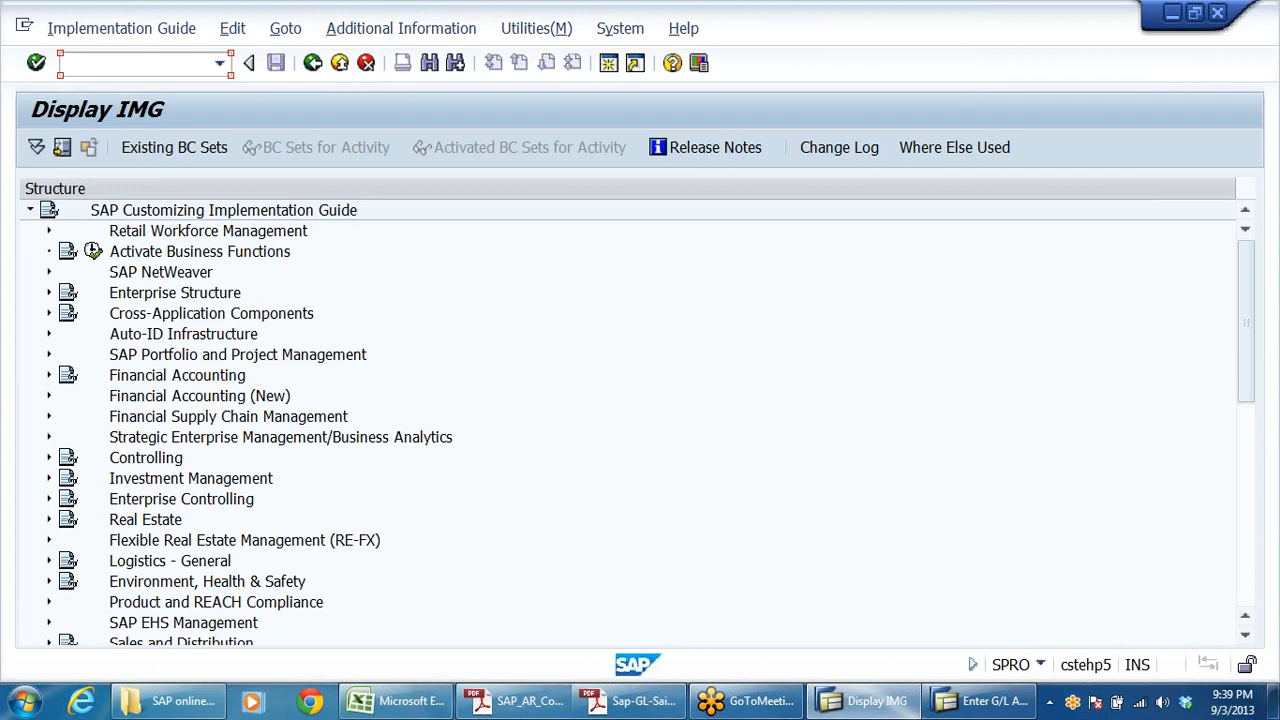 Implementation Guide Edit Goto Additional Information Utilities(M) System Help
Display IMG
Existing BC Sets BC Sets for Activity Activated BC Sets for Activity Release Notes Change Log Where Else Used
Structure
SAP Customizing Implementation Guide
Retail Workforce Management
Activate Business Functions
SAP NetWeaver
Enterprise Structure
Cross-Application Components
Auto-ID Infrastructure
SAP Portfolio and Project Management
Financial Accounting
Financial Accounting (New)
Financial Supply Chain Management
Strategic Enterprise Management/Business Analytics
Controlling
Investment Management
Enterprise Controlling
Real Estate
Flexible Real Estate Management (RE-FX)
Logistics - General
Environment, Health & Safety
Product and REACH Compliance
SAP EHS Management
Sales and Distribution
SAP SPRO cstehp5 INS
SAP online... Microsoft E... SAP_AR_Co... Sap-GL-Sai... GoToMeeti... Display IMG Enter G/L A... 9:39 PM
9/3/2013